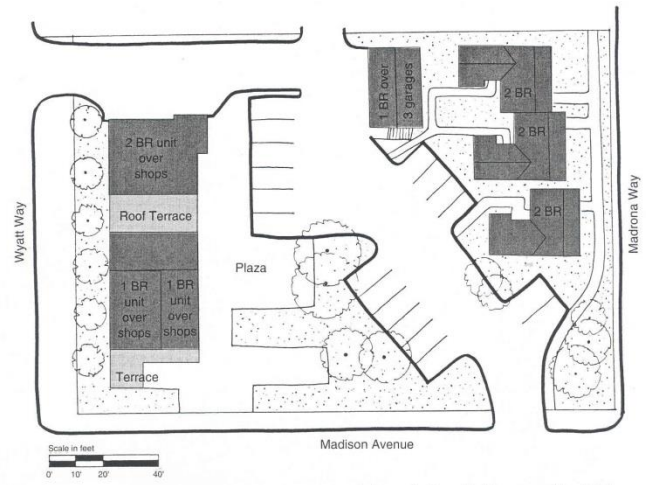 1 BR over
3 garages
2 BR
2 BR
2 BR
2 BR unit
over
shops
Roof Terrace
Wyatt Way
Plaza
Madrona Way
1 BR
unit
over
shops
1 BR
unit
over
shops
Terrace
Madison Avenue
Scale in feet
0' 10' 20' 40'